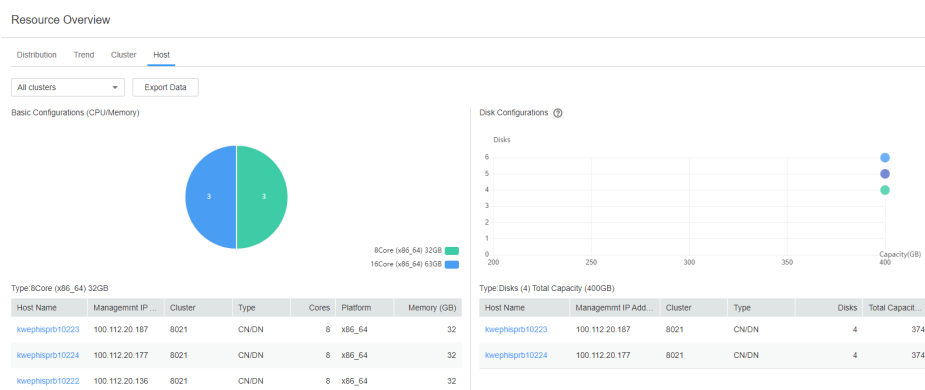 Resource Overview
Distribution Trend Cluster Host
All clusters Export Data
Basic Configurations (CPU/Memory)
3 3
8Core (x86_64) 32GB
16Core (x86_64) 63GB
Type:8Core (x86_64) 32GB
Host Name Managemrnt IP ... Cluster Type Cores Platform Memory (GB)
kwephisprb10223 100.112.20.187 8021 CN/DN 8 x86_64 32
kwephisprb10224 100.112.20.177 8021 CN/DN 8 x86_64 32
kwephisprb10222 100.112.20.136 8021 CN/DN 8 x86_64 32
Disk Configurations ?
Disks
6
5
4
3
2
1
0
200 250 300 350 400
Capacity(GB)
Type:Disks (4) Total Capacity (400GB)
Host Name Managemrnt IP Add... Cluster Type Disks Total Capacit...
kwephisprb10223 100.112.20.187 8021 CN/DN 4 374
kwephisprb10224 100.112.20.177 8021 CN/DN 4 374